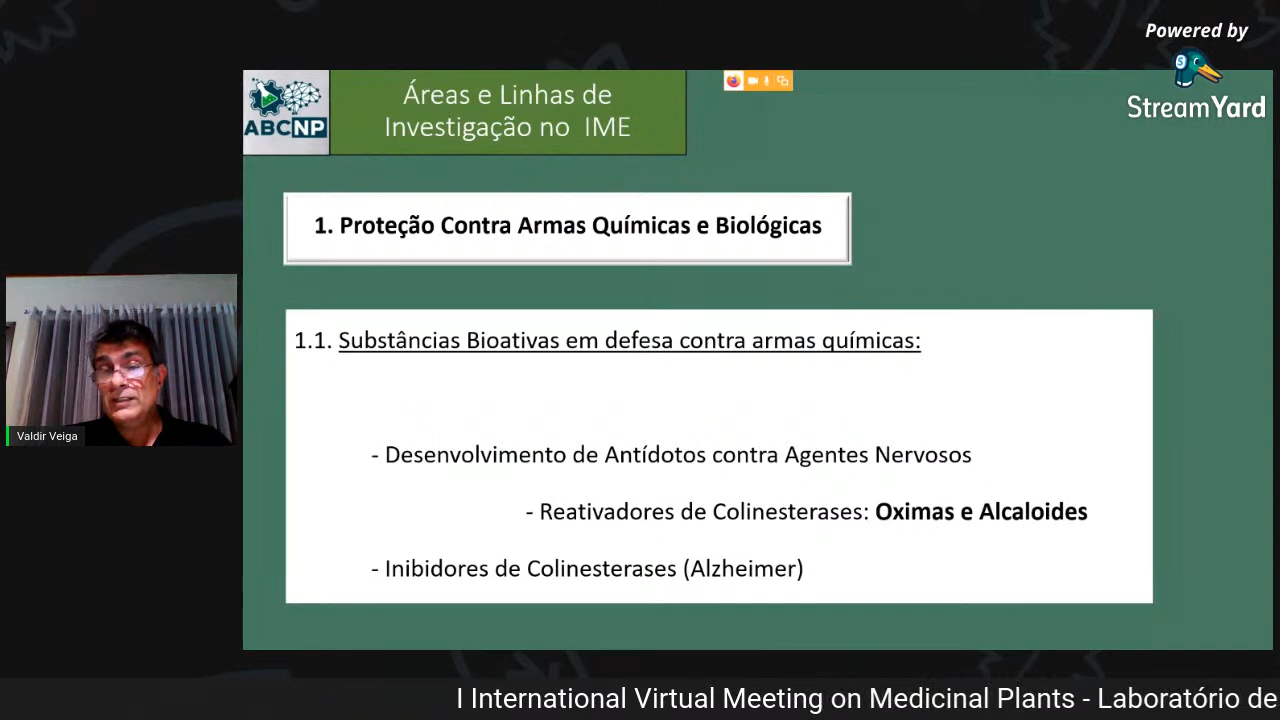 Powered by
StreamYard
ABCNP
Áreas e Linhas de
Investigação no IME
1. Proteção Contra Armas Químicas e Biológicas
1.1. Substâncias Bioativas em defesa contra armas químicas:
- Desenvolvimento de Antídotos contra Agentes Nervosos
- Reativadores de Colinesterases: Oximas e Alcaloides
- Inibidores de Colinesterases (Alzheimer)
Valdir Veiga
I International Virtual Meeting on Medicinal Plants - Laboratório de